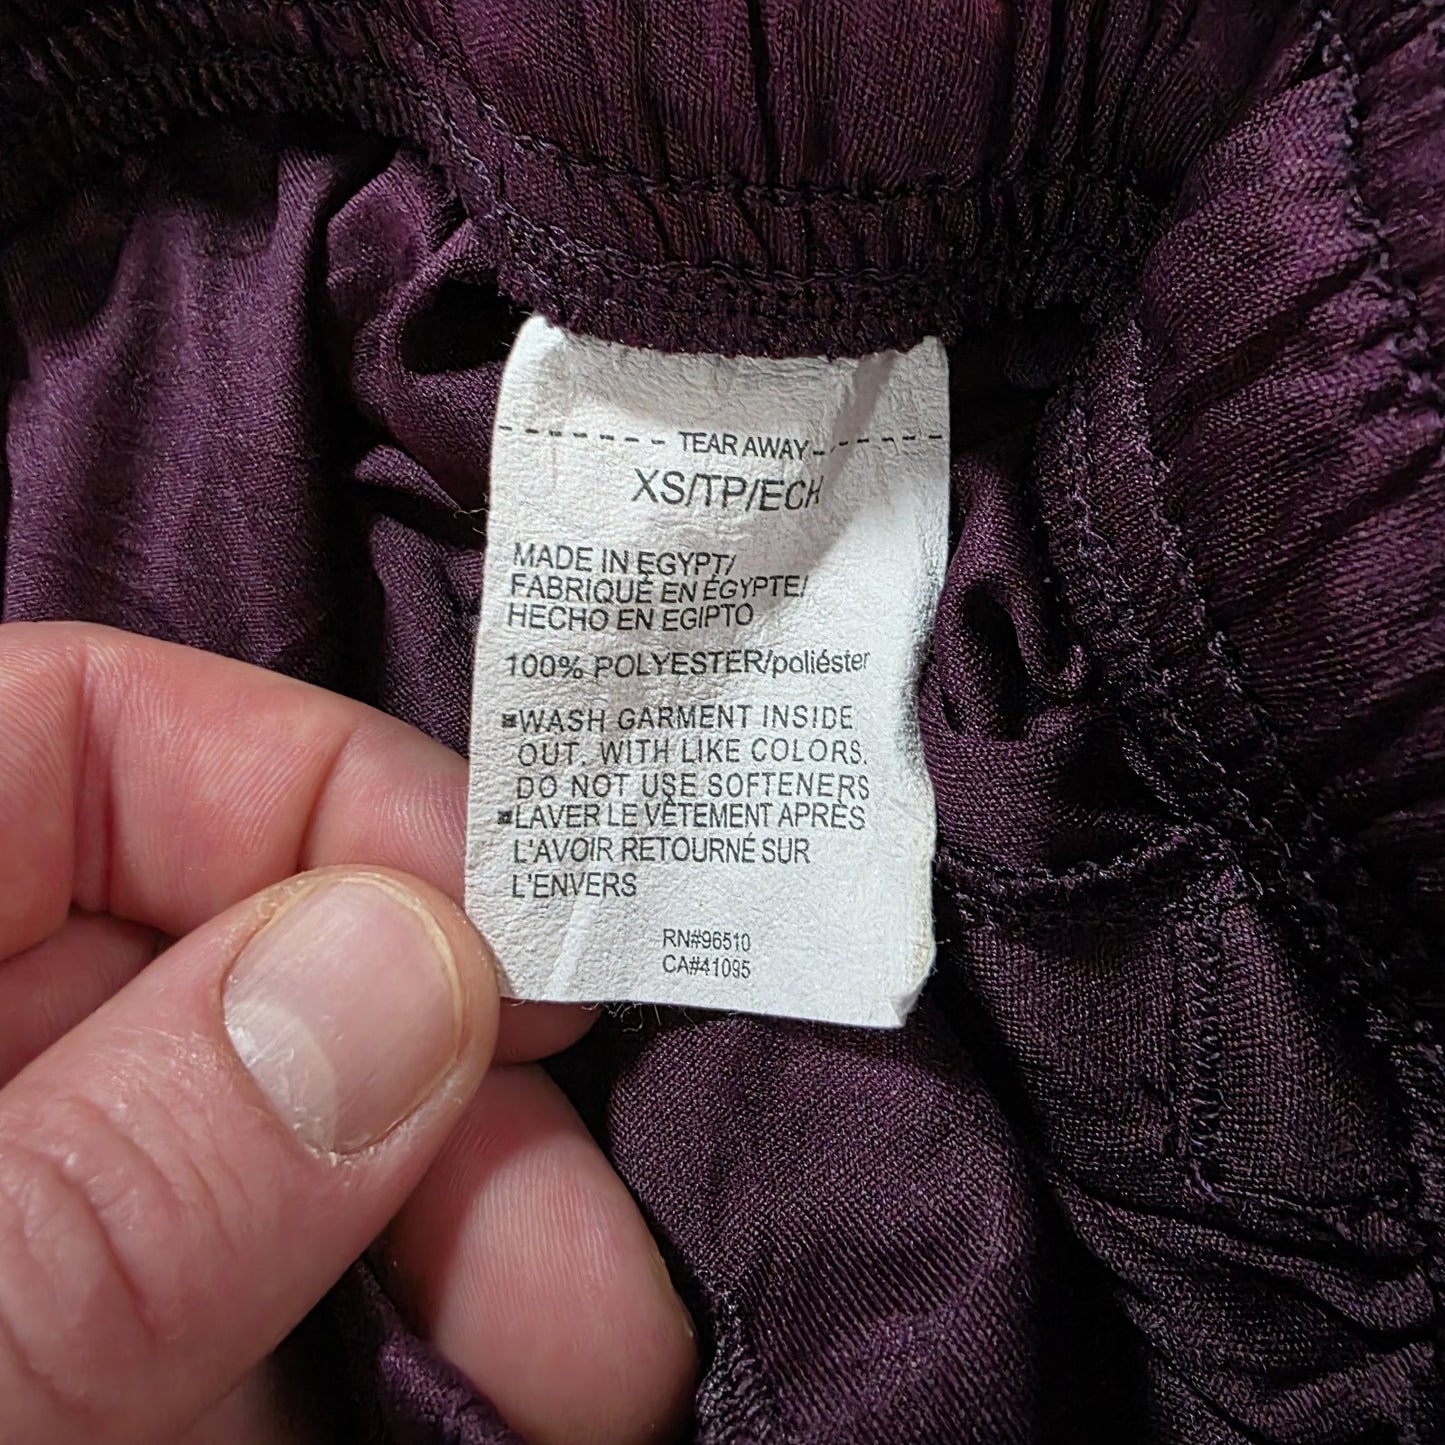 TEAR AWAY
XS/TP/ECH
MADE IN EGYPT/
FABRIQUÉ EN ÉGYPTE/
HECHO EN EGIPTO
100% POLYESTER/poliéster
WASH GARMENT INSIDE
OUT. WITH LIKE COLORS.
DO NOT USE SOFTENERS
LAVER LE VÊTEMENT APRÈS
L'AVOIR RETOURNÉ SUR
L'ENVERS
RN#96510
CA#41095